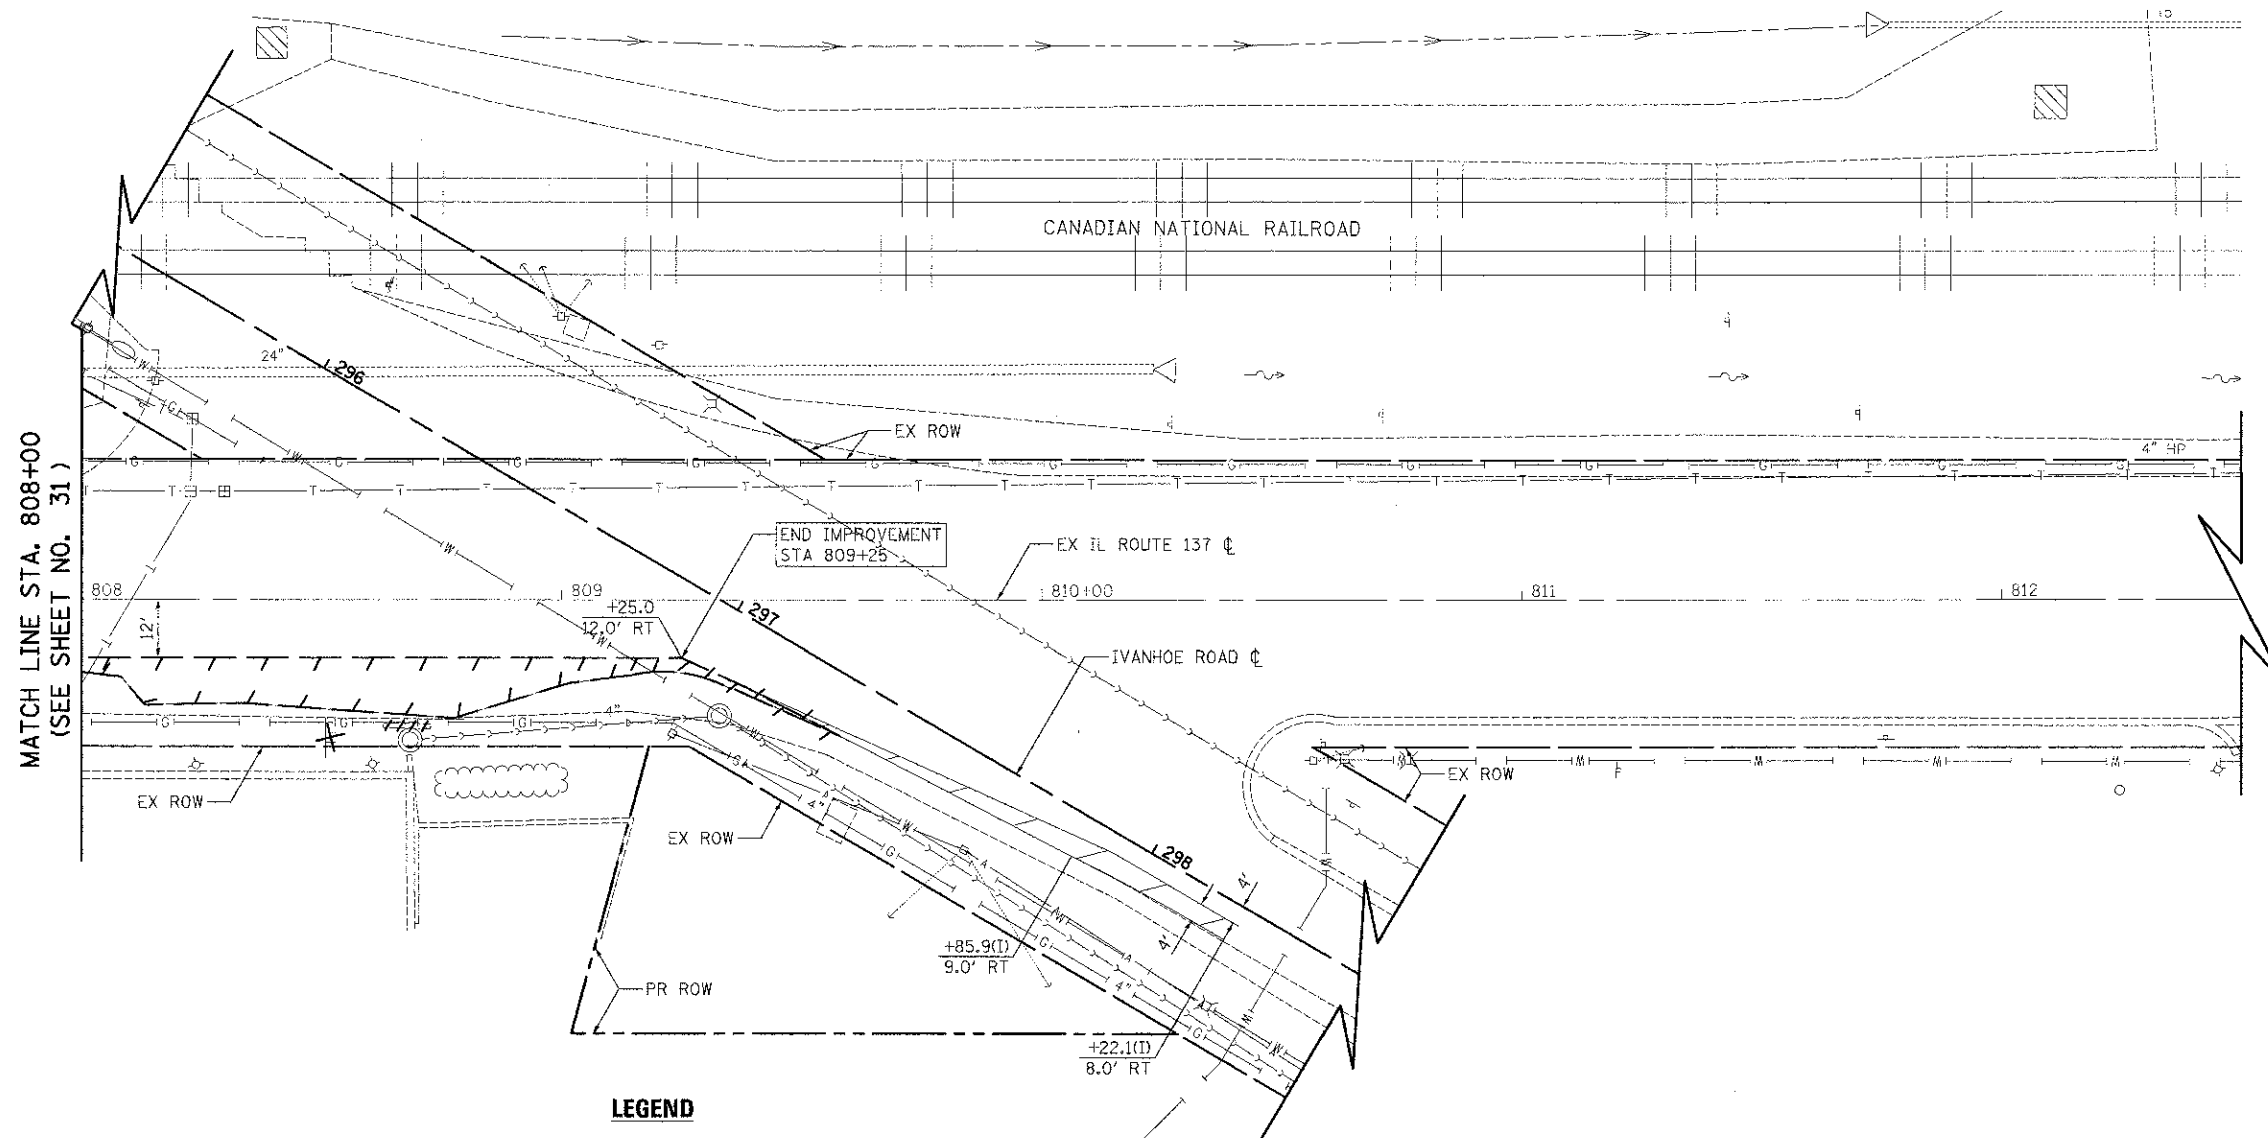 10
CANADIAN NATIONAL RAILROAD
24"
296
EX ROW
4" HP
MATCH LINE STA. 808+00
(SEE SHEET NO. 31 )
END IMPROVEMENT
STA 809+25
EX IL ROUTE 137 ℄
808
809
810+00
811
812
12'
+25.0
12.0' RT
297
IVANHOE ROAD ℄
4"
EX ROW
EX ROW
EX ROW
4"
298
4'
4'
+85.9(I)
9.0' RT
PR ROW
4"
+22.1(I)
8.0' RT
LEGEND